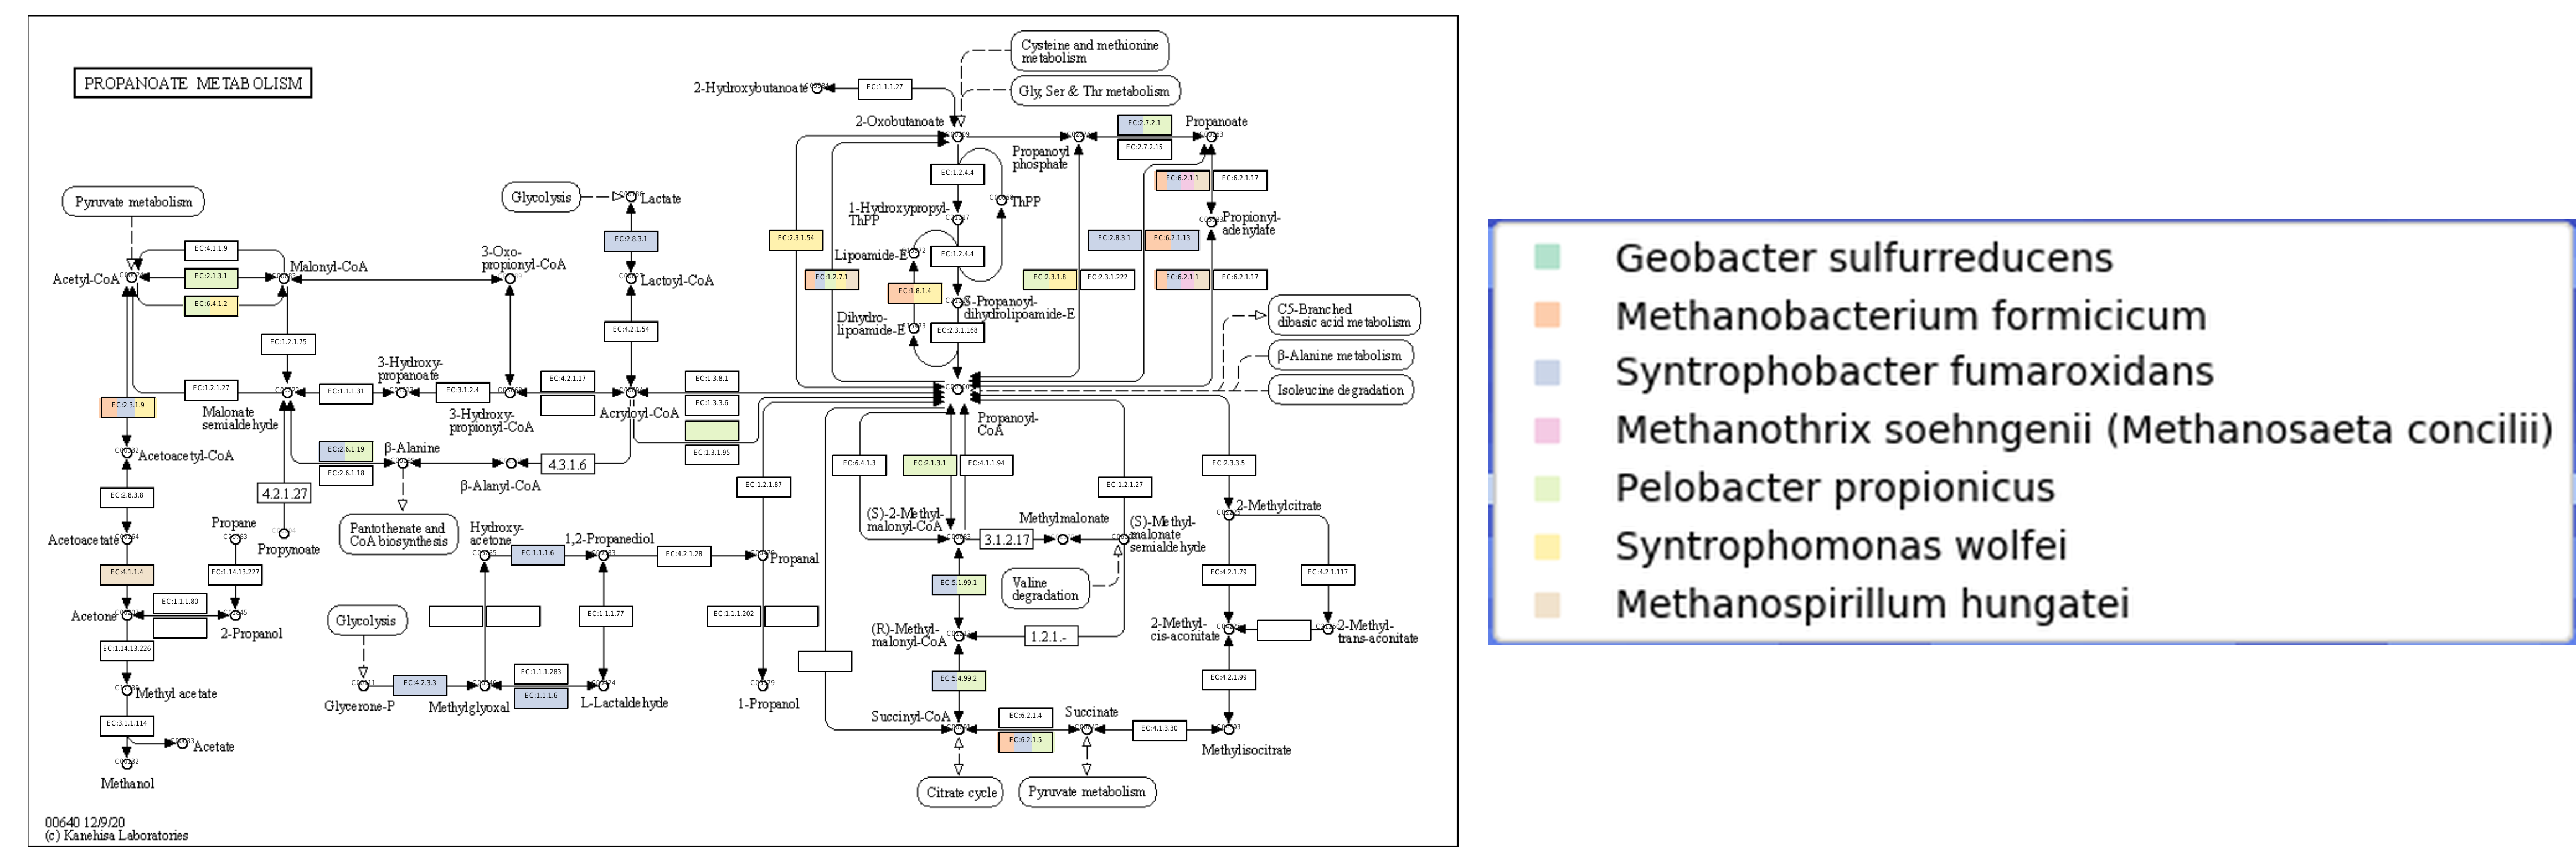 PROPANOATE METABOLISM
Cysteine and methionine
metabolism
Gly, Ser & Thr metabolism
2-Hydroxybutanoate
EC:1.1.1.27
2-Oxobutanoate
Propanoyl
phosphate
EC:2.7.2.1
EC:2.7.2.15
Propanoate
EC:6.2.1.1
EC:6.2.1.17
Propionyl-
adenylate
EC:1.2.4.4
ThPP
1-Hydroxypropyl-
ThPP
Lipoamide-E
EC:1.2.4.4
EC:2.3.1.54
EC:1.2.7.1
EC:1.8.1.4
EC:2.8.3.1
EC:6.2.1.13
EC:2.3.1.8
EC:2.3.1.222
EC:6.2.1.1
EC:6.2.1.17
S-Propanoyl-
dihydrolipoamide-E
Dihydro-
lipoamide-E
EC:2.3.1.168
C5-Branched
dibasic acid metabolism
β-Alanine metabolism
Isoleucine degradation
Pyruvate metabolism
Glycolysis
Lactate
EC:4.1.1.9
EC:2.8.3.1
Acetyl-CoA
EC:2.1.3.1
Malonyl-CoA
3-Oxo-
propionyl-CoA
Lactoyl-CoA
EC:6.4.1.2
EC:1.2.1.75
EC:4.2.1.54
3-Hydroxy-
propanoate
EC:1.2.1.27
EC:1.1.1.31
EC:3.1.2.4
EC:4.2.1.17
EC:1.3.8.1
EC:1.3.3.6
EC:2.3.1.9
Malonate
semialdehyde
3-Hydroxy-
propionyl-CoA
Acryloyl-CoA
Propanoyl-
CoA
EC:1.3.1.95
Acetoacetyl-CoA
EC:2.6.1.19
EC:2.6.1.18
β-Alanine
4.3.1.6
β-Alanyl-CoA
EC:2.8.3.8
4.2.1.27
EC:1.2.1.87
EC:6.4.1.3
EC:2.1.3.1
EC:4.1.1.94
EC:1.2.1.27
EC:2.3.3.5
2-Methylcitrate
Acetoacetate
Propane
Propynoate
Pantothenate and
CoA biosynthesis
Hydroxy-
acetone
EC:1.1.1.6
1,2-Propanediol
EC:4.2.1.28
Propanal
(S)-2-Methyl-
malonyl-CoA
3.1.2.17
Methylmalonate
(S)-Methyl-
malonate
semialdehyde
EC:4.1.1.4
EC:1.14.13.227
Valine
degradation
EC:5.1.99.1
EC:4.2.1.79
EC:4.2.1.117
Acetone
EC:1.1.1.80
2-Propanol
Glycolysis
EC:1.1.1.77
EC:1.1.1.202
(R)-Methyl-
malonyl-CoA
1.2.1.-
2-Methyl-
cis-aconitate
2-Methyl-
trans-aconitate
EC:1.14.13.226
Methyl acetate
Glycerone-P
EC:4.2.3.3
Methylglyoxal
EC:1.1.1.283
EC:1.1.1.6
L-Lactaldehyde
1-Propanol
EC:5.4.99.2
EC:4.2.1.99
EC:3.1.1.114
Acetate
Methanol
Succinyl-CoA
EC:6.2.1.4
EC:6.2.1.5
Succinate
EC:4.1.3.30
Methylisocitrate
Citrate cycle
Pyruvate metabolism
00640 12/9/20
(c) Kanehisa Laboratories
Geobacter sulfurreducens
Methanobacterium formicicum
Syntrophobacter fumaroxidans
Methanothrix soehngenii (Methanosaeta concilii)
Pelobacter propionicus
Syntrophomonas wolfei
Methanospirillum hungatei